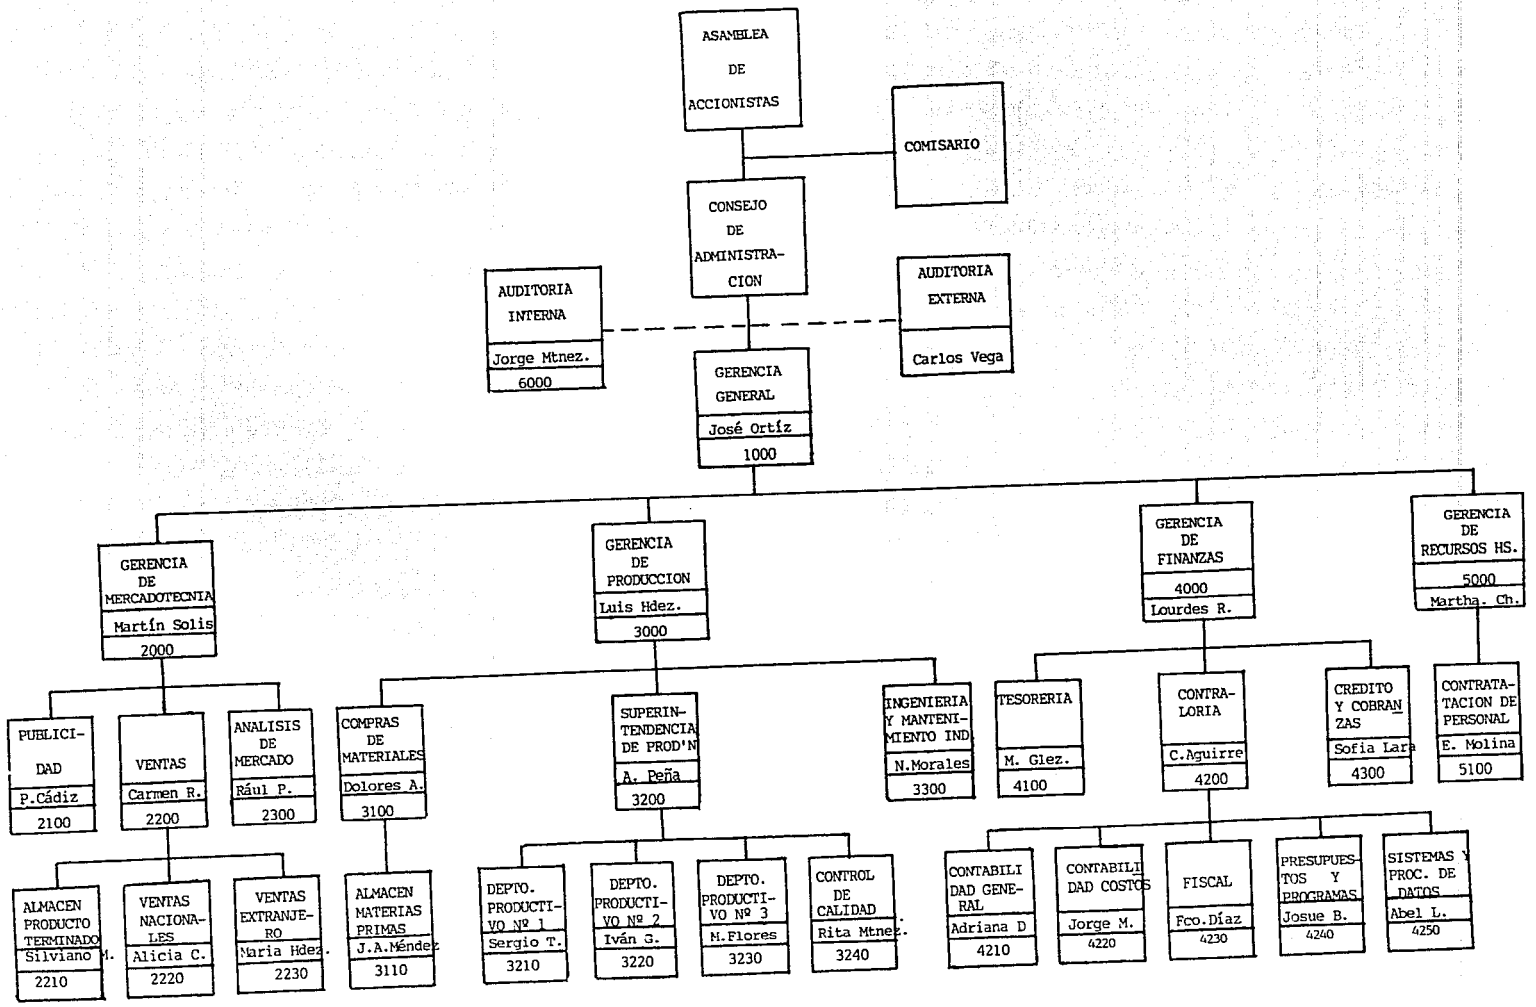 ASAMBLEA
DE
ACCIONISTAS
COMISARIO
CONSEJO
DE
ADMINISTRA-
CION
AUDITORIA
INTERNA
Jorge Mtnez.
6000
AUDITORIA
EXTERNA
Carlos Vega
GERENCIA
GENERAL
José Ortíz
1000
GERENCIA
DE
MERCADOTECNIA
Martín Solis
2000
GERENCIA
DE
PRODUCCION
Luis Hdez.
3000
GERENCIA
DE
FINANZAS
4000
Lourdes R.
GERENCIA
DE
RECURSOS HS.
5000
Martha. Ch.
PUBLICI-
DAD
P.Cádiz
2100
VENTAS
Carmen R.
2200
ANALISIS
DE
MERCADO
Rául P.
2300
COMPRAS
DE
MATERIALES
Dolores A.
3100
SUPERIN-
TENDENCIA
DE PROD'N
A. Peña
3200
INGENIERIA
Y MANTENI-
MIENTO IND
N.Morales
3300
TESORERIA
M. Glez.
4100
CONTRA-
LORIA
C.Aguirre
4200
CREDITO
Y COBRAN
ZAS
Sofia Lara
4300
CONTRATA-
TACION DE
PERSONAL
E. Molina
5100
ALMACEN
PRODUCTO
TERMINADO
Silviano M.
2210
VENTAS
NACIONA-
LES
Alicia C.
2220
VENTAS
EXTRANJE-
RO
Maria Hdez.
2230
ALMACEN
MATERIAS
PRIMAS
J.A.Méndez
3110
DEPTO.
PRODUCTI-
VO Nº 1
Sergio T.
3210
DEPTO.
PRODUCTI-
VO Nº 2
Iván G.
3220
DEPTO.
PRODUCTI-
VO Nº 3
M.Flores
3230
CONTROL
DE
CALIDAD
Rita Mtnez.
3240
CONTABILI
DAD GENE-
RAL
Adriana D
4210
CONTABILI
DAD COSTOS
Jorge M.
4220
FISCAL
Fco.Díaz
4230
PRESUPUES-
TOS Y
PROGRAMAS
Josue B.
4240
SISTEMAS Y
PROC. DE
DATOS
Abel L.
4250